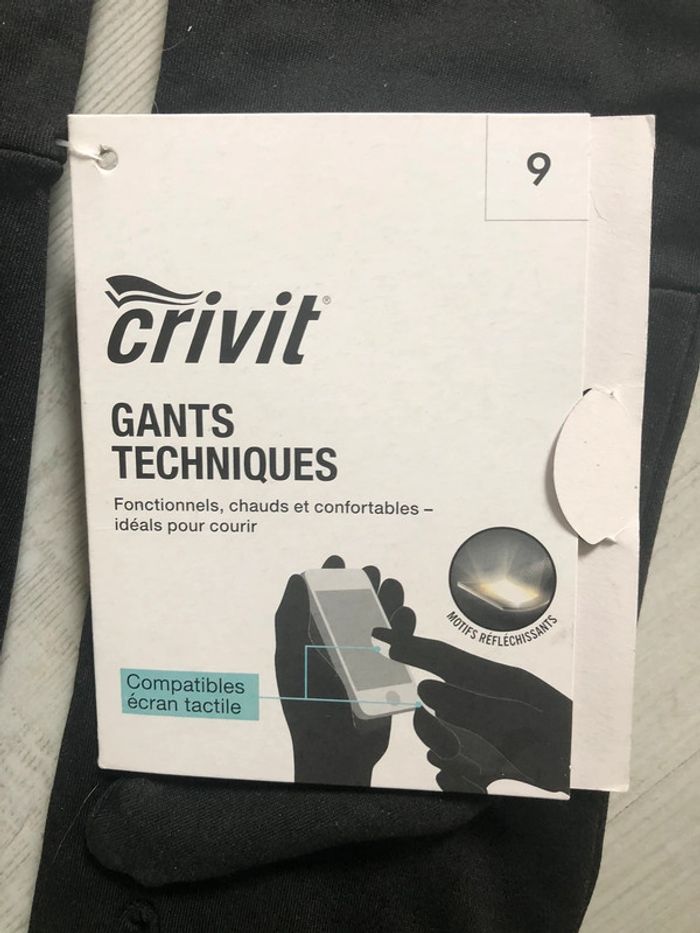 9
crivit®
GANTS
TECHNIQUES
Fonctionnels, chauds et confortables –
idéals pour courir
MOTIFS RÉFLÉCHISSANTS
Compatibles
écran tactile